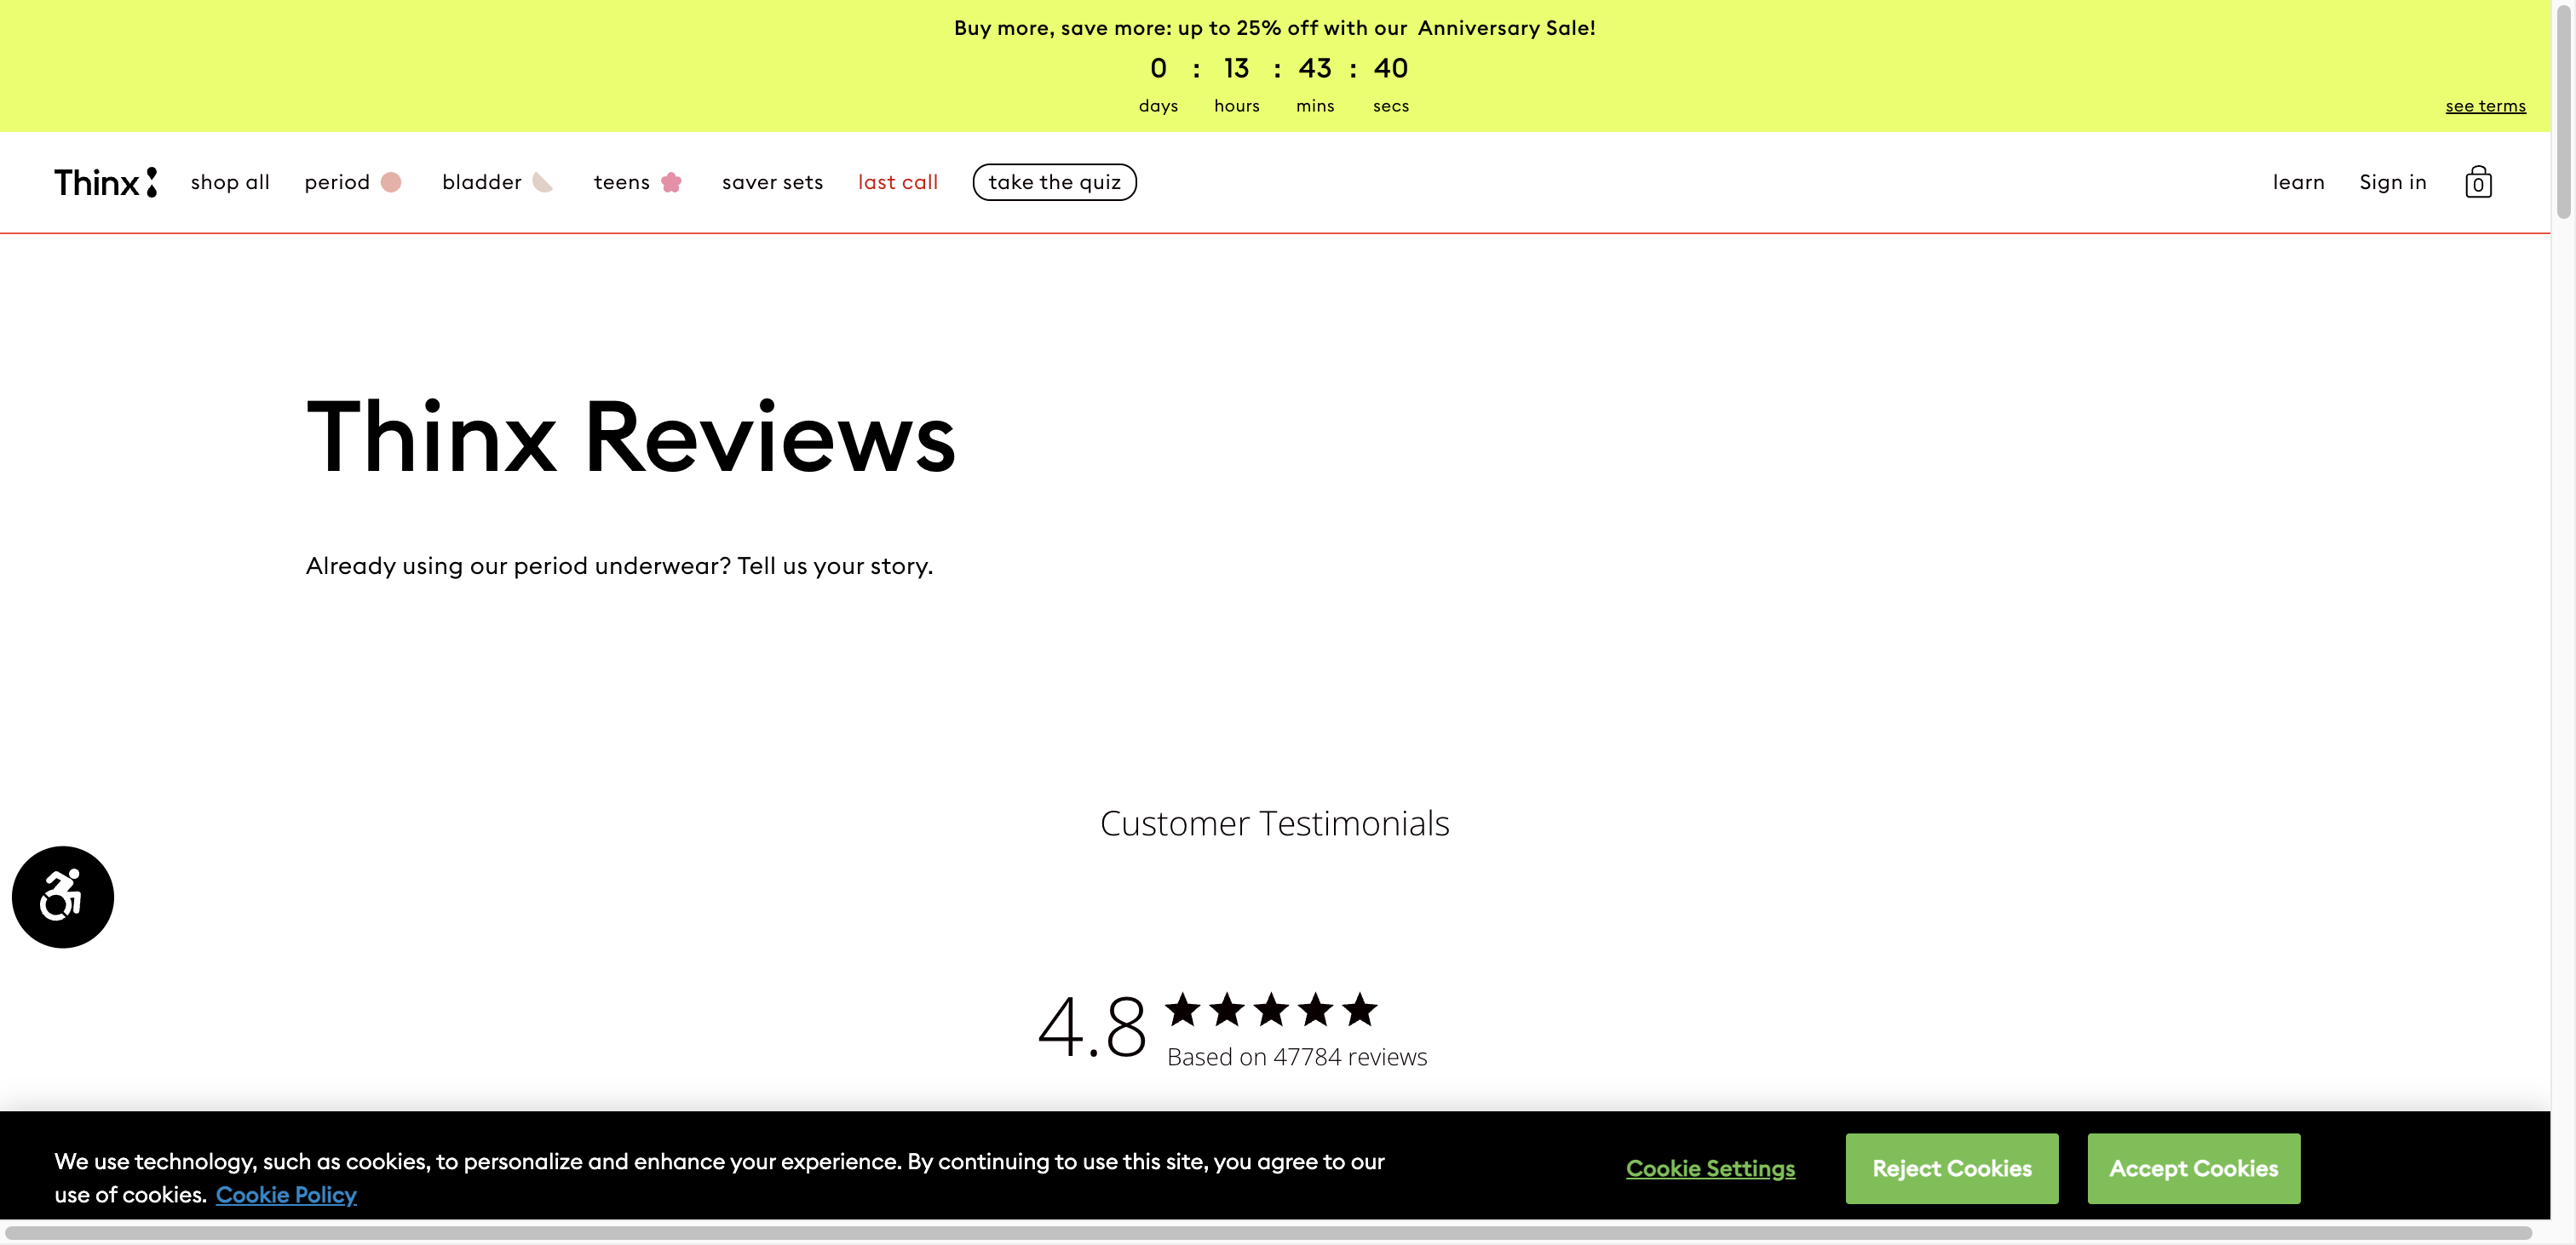 Buy more, save more: up to 25% off with our Anniversary Sale!
0 : 13 : 43 : 40
days hours mins secs
see terms
Thinx shop all period bladder teens saver sets last call take the quiz learn Sign in 0
Thinx Reviews
Already using our period underwear? Tell us your story.
Customer Testimonials
4.8
Based on 47784 reviews
We use technology, such as cookies, to personalize and enhance your experience. By continuing to use this site, you agree to our
use of cookies. Cookie Policy
Cookie Settings Reject Cookies Accept Cookies